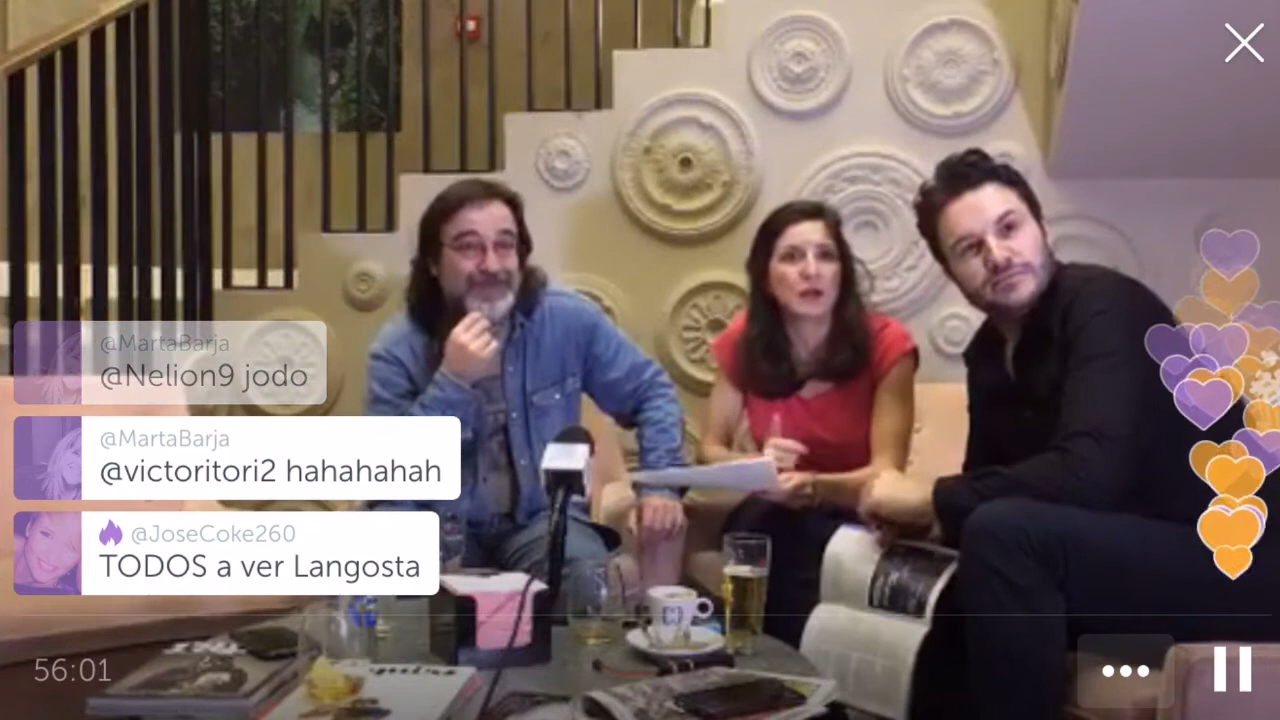 @MartaBarja
@Nelion9 jodo
@MartaBarja
@victoritori2 hahahahah
@JoseCoke260
TODOS a ver Langosta
56:01